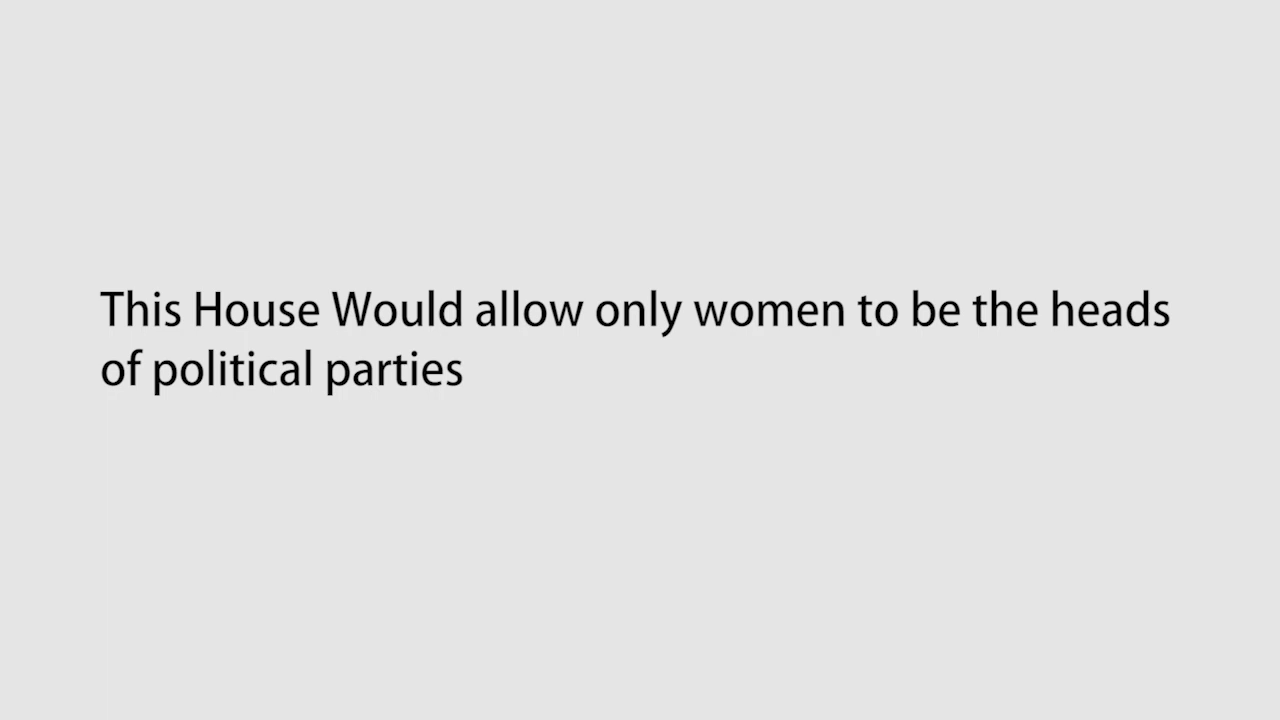 This House Would allow only women to be the heads
of political parties